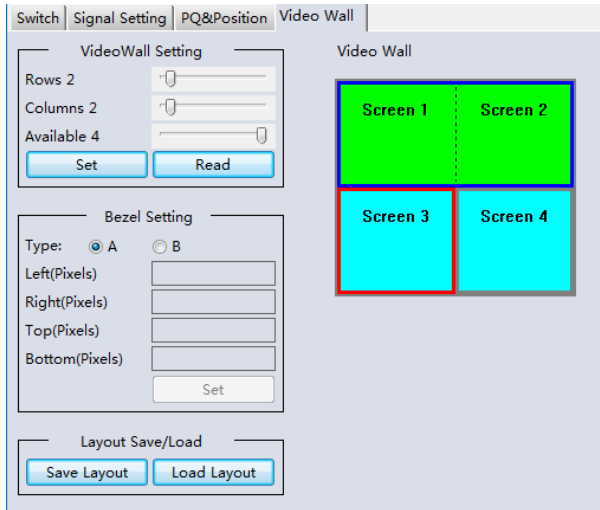 Switch Signal Setting PQ&Position Video Wall
VideoWall Setting
Rows 2
Columns 2
Available 4
Set Read
Bezel Setting
Type: A B
Left(Pixels)
Right(Pixels)
Top(Pixels)
Bottom(Pixels)
Set
Layout Save/Load
Save Layout Load Layout
Video Wall
Screen 1 Screen 2
Screen 3 Screen 4